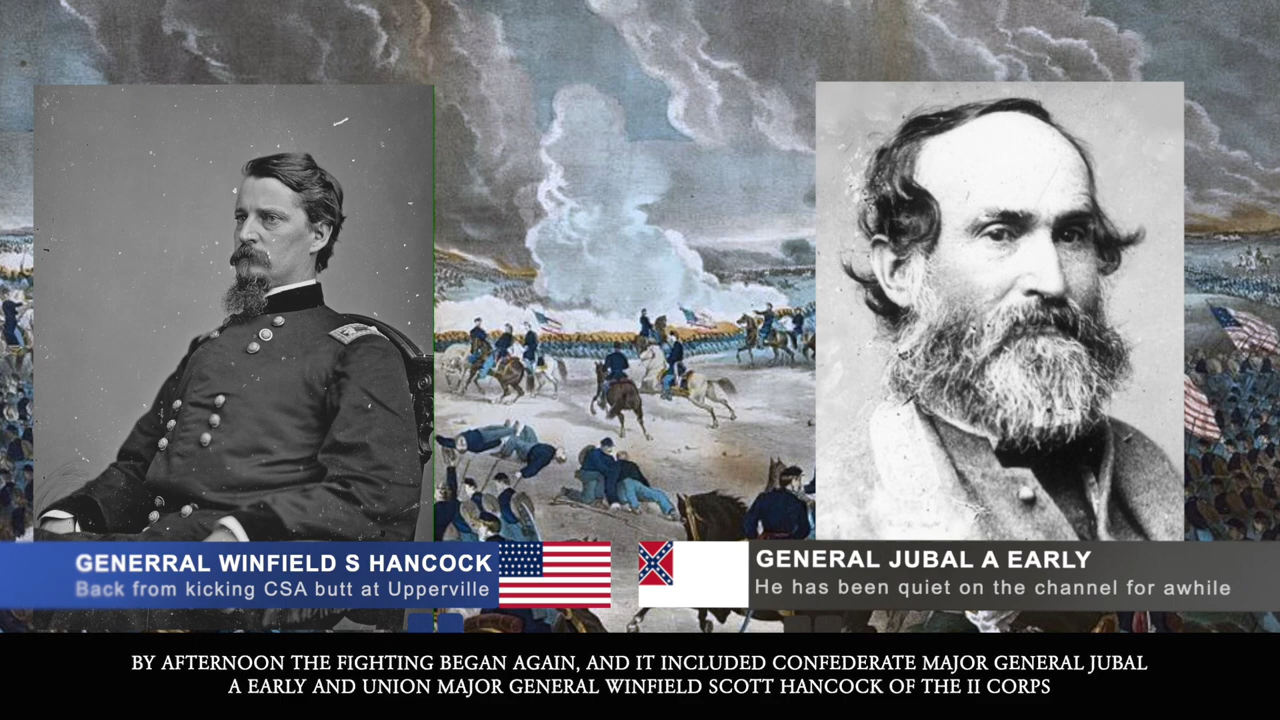 GENERRAL WINFIELD S HANCOCK
Back from kicking CSA butt at Upperville
GENERAL JUBAL A EARLY
He has been quiet on the channel for awhile
BY AFTERNOON THE FIGHTING BEGAN AGAIN, AND IT INCLUDED CONFEDERATE MAJOR GENERAL JUBAL
A EARLY AND UNION MAJOR GENERAL WINFIELD SCOTT HANCOCK OF THE II CORPS